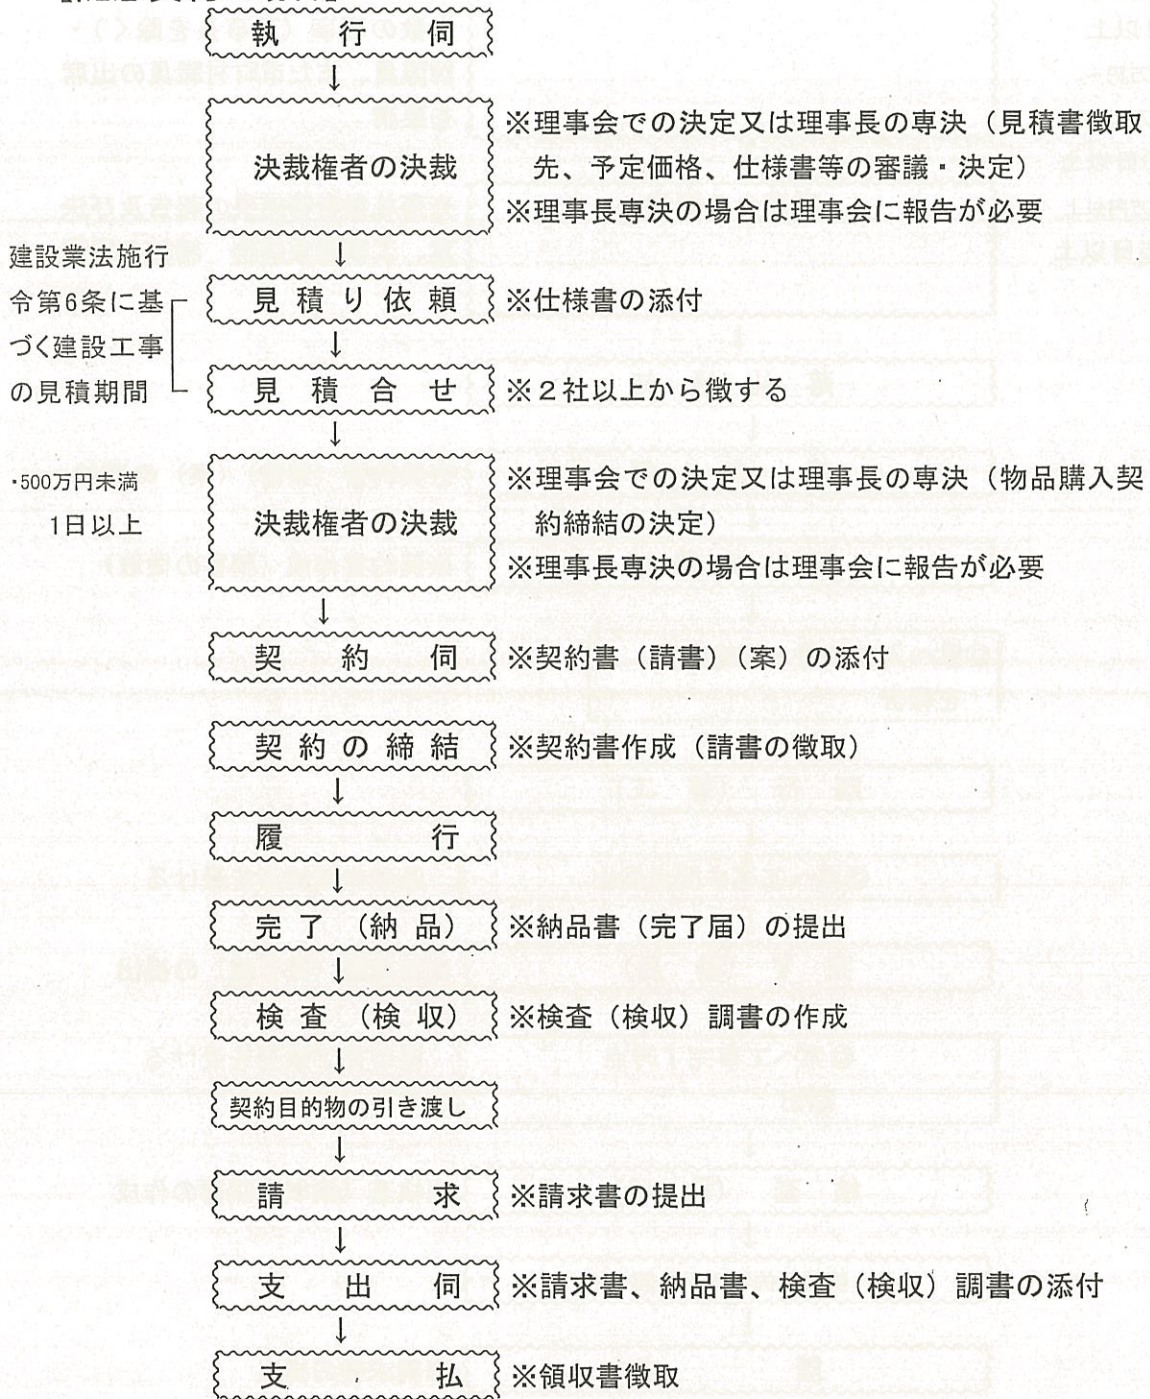 執行伺
↓
決裁権者の決裁
※理事会での決定又は理事長の専決（見積書徴取
先、予定価格、仕様書等の審議・決定）
※理事長専決の場合は理事会に報告が必要
↓
建設業法施行
令第6条に基
づく建設工事
の見積期間
見積り依頼 ※仕様書の添付
↓
見積合せ ※２社以上から徴する
↓
・500万円未満
1日以上
決裁権者の決裁
※理事会での決定又は理事長の専決（物品購入契
約締結の決定）
※理事長専決の場合は理事会に報告が必要
↓
契約伺 ※契約書（請書）（案）の添付
契約の締結 ※契約書作成（請書の徴取）
↓
履行
↓
完了（納品） ※納品書（完了届）の提出
↓
検査（検収） ※検査（検収）調書の作成
↓
契約目的物の引き渡し
↓
請求 ※請求書の提出
↓
支出伺 ※請求書、納品書、検査（検収）調書の添付
↓
支払 ※領収書徴取